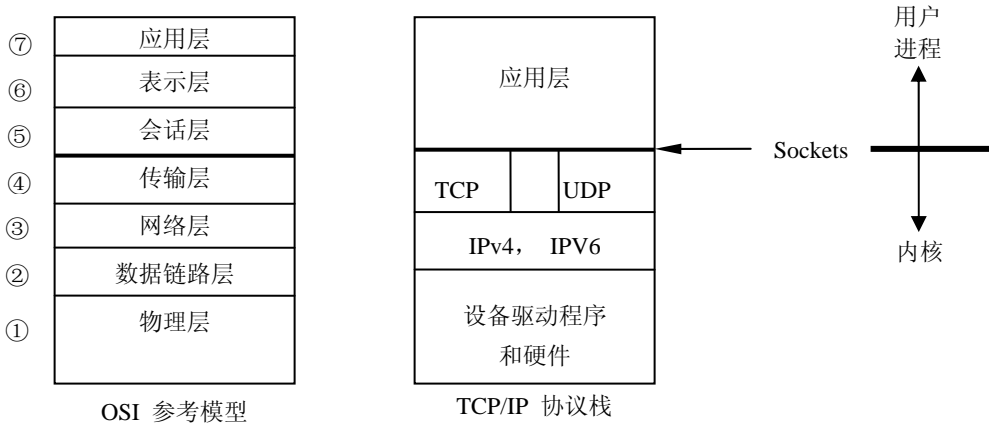 ⑦ 应用层
⑥ 表示层
⑤ 会话层
④ 传输层
③ 网络层
② 数据链路层
① 物理层
OSI 参考模型
应用层
TCP UDP
IPv4， IPV6
设备驱动程序
和硬件
TCP/IP 协议栈
Sockets
用户
进程
内核